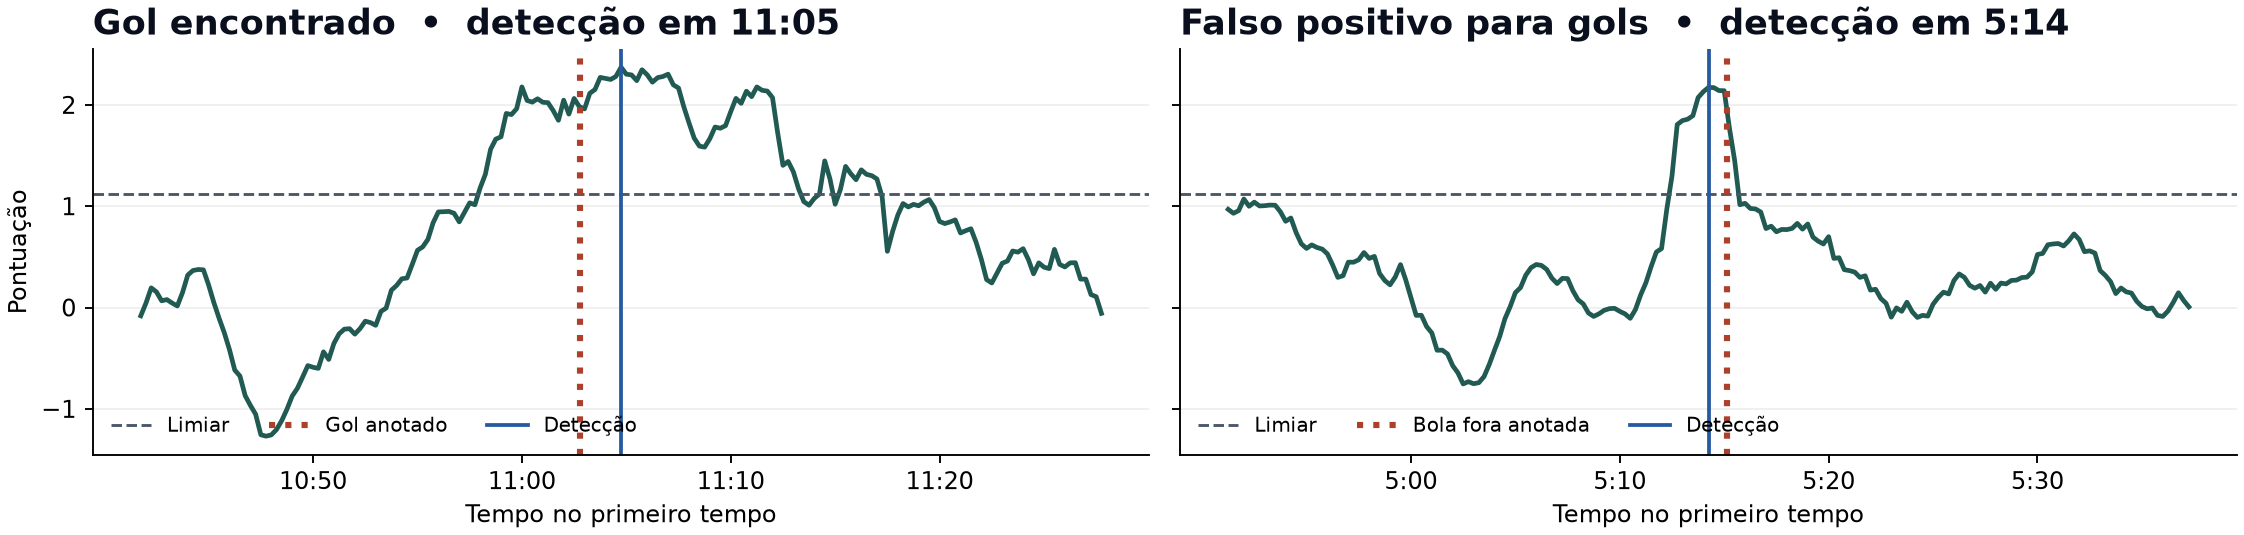 Gol encontrado • detecção em 11:05
Pontuação
2
1
0
−1
Limiar
Gol anotado
Detecção
10:50
11:00
11:10
11:20
Tempo no primeiro tempo
Falso positivo para gols • detecção em 5:14
Limiar
Bola fora anotada
Detecção
5:00
5:10
5:20
5:30
Tempo no primeiro tempo